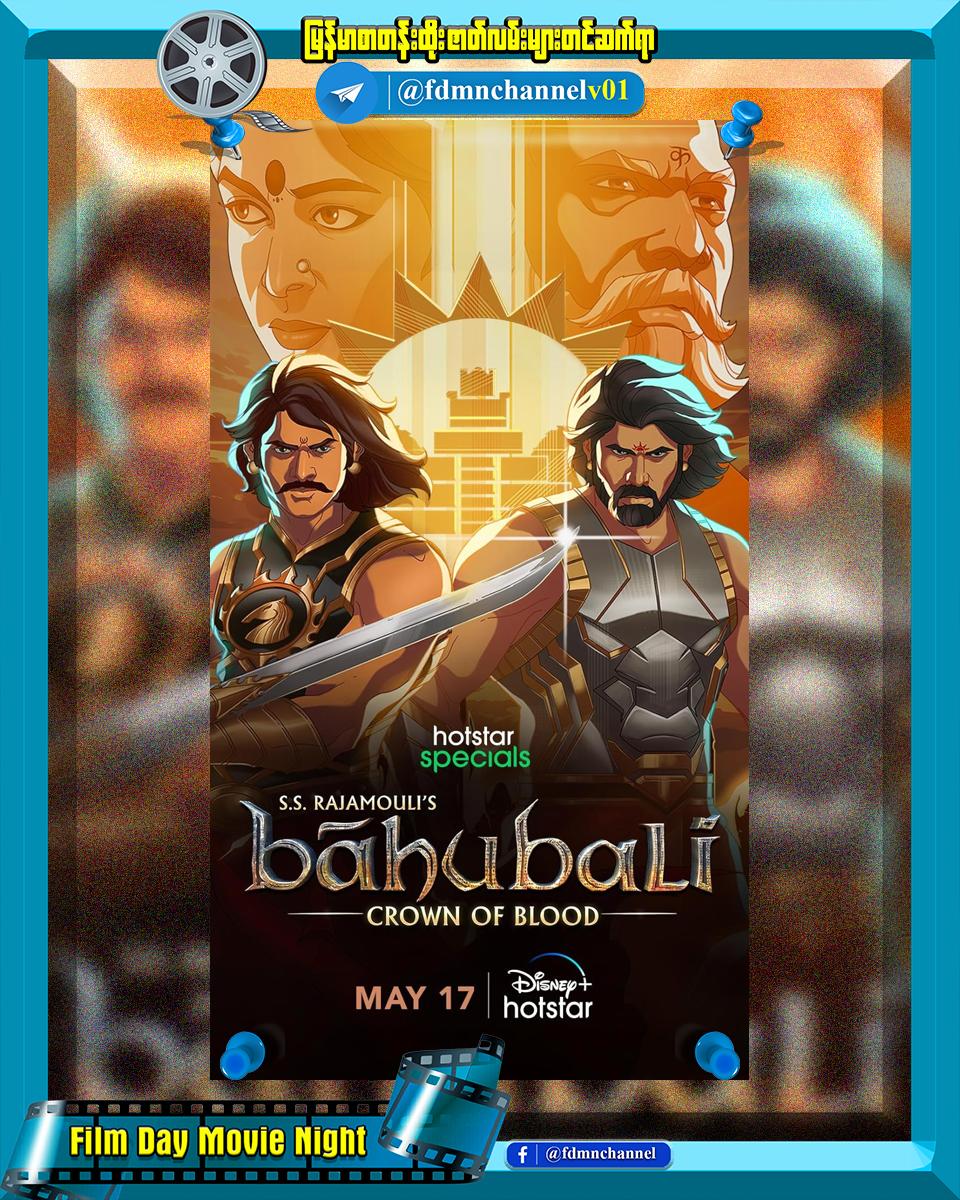 မြန်မာစာတန်းထိုးဇာတ်လမ်းများတင်ဆက်ရာ
@fdmnchannelv01
क
hotstar
specials
S.S. RAJAMOULI'S
bāhubalī
CROWN OF BLOOD
MAY 17
Disney+
hotstar
Film Day Movie Night
@fdmnchannel